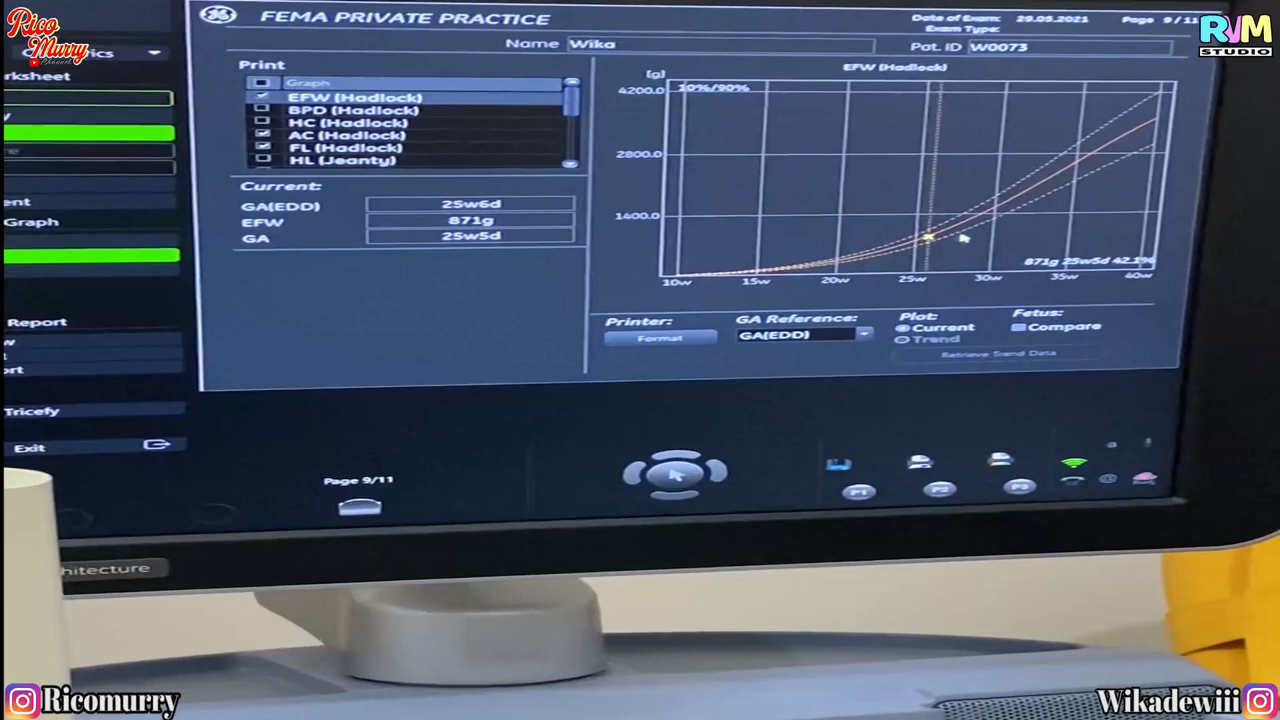 Rico
Murry
Channel
RVM
STUDIO
FEMA PRIVATE PRACTICE
Date of Exam: 29.05.2021
Page 9/11
Exam Type:
Name Wika
Pat. ID W0073
rksheet
Print
Graph
EFW (Hadlock)
BPD (Hadlock)
HC (Hadlock)
AC (Hadlock)
FL (Hadlock)
HL (Jeanty)
Current:
GA(EDD) 25w6d
EFW 871g
GA 25w5d
EFW (Hadlock)
[g]
10%/90%
4200.0
2800.0
1400.0
871g 25w5d 42.1%
10w 15w 20w 25w 30w 35w 40w
Printer:
Format
GA Reference:
GA(EDD)
Plot:
Current
Trend
Fetus:
Compare
Retrieve Trend Data
ent
Graph
Report
ort
Tricefy
Exit
Page 9/11
P1 P2 P3
hitecture
Ricomurry
Wikadewiii